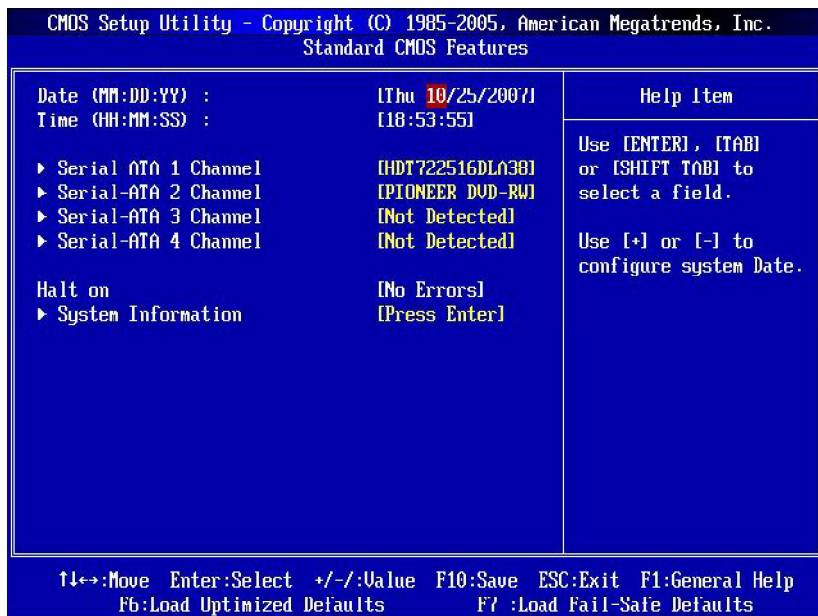 CMOS Setup Utility - Copyright (C) 1985-2005, American Megatrends, Inc.
Standard CMOS Features
Date (MM:DD:YY) : [Thu 10/25/2007]
Time (HH:MM:SS) : [18:53:55]
▶ Serial ATA 1 Channel [HDT722516DLA38]
▶ Serial-ATA 2 Channel [PIONEER DVD-RW]
▶ Serial-ATA 3 Channel [Not Detected]
▶ Serial-ATA 4 Channel [Not Detected]
Halt on [No Errors]
▶ System Information [Press Enter]
Help Item
Use [ENTER], [TAB]
or [SHIFT TAB] to
select a field.
Use [+] or [-] to
configure system Date.
↑↓↔:Move Enter:Select +/-/:Value F10:Save ESC:Exit F1:General Help
F6:Load Optimized Defaults F7 :Load Fail-Safe Defaults